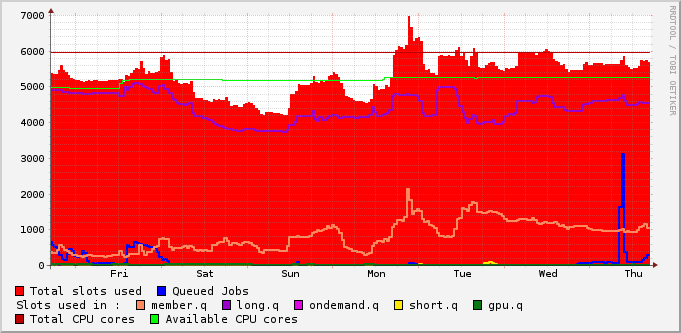 7000
6000
5000
4000
3000
2000
1000
0
Fri Sat Sun Mon Tue Wed Thu
RRDTOOL / TOBI OETIKER
Total slots used Queued Jobs
Slots used in : member.q long.q ondemand.q short.q gpu.q
Total CPU cores Available CPU cores